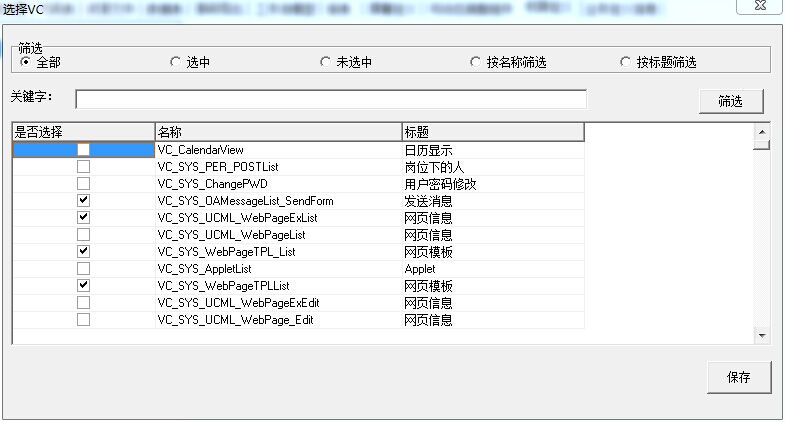 选择VC
筛选
全部 选中 未选中 按名称筛选 按标题筛选
关键字: 筛选
是否选择 名称 标题
VC_CalendarView 日历显示
VC_SYS_PER_POSTList 岗位下的人
VC_SYS_ChangePWD 用户密码修改
VC_SYS_OAMessageList_SendForm 发送消息
VC_SYS_UCML_WebPageExList 网页信息
VC_SYS_UCML_WebPageList 网页信息
VC_SYS_WebPageTPL_List 网页模板
VC_SYS_AppletList Applet
VC_SYS_WebPageTPLList 网页模板
VC_SYS_UCML_WebPageExEdit 网页信息
VC_SYS_UCML_WebPage_Edit 网页信息
保存